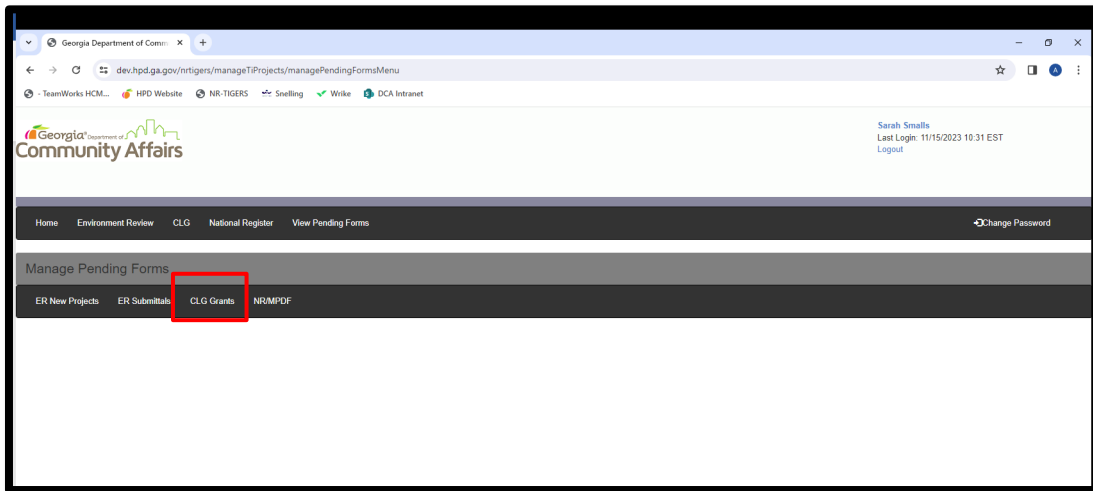 Georgia Department of Comm
dev.hpd.ga.gov/nrtigers/manageTiProjects/managePendingFormsMenu
A
- TeamWorks HCM... HPD Website NR-TIGERS Snelling Wrike DCA Intranet
Georgia® Department of
Community Affairs
Sarah Smalls
Last Login: 11/15/2023 10:31 EST
Logout
Home Environment Review CLG National Register View Pending Forms Change Password
Manage Pending Forms
ER New Projects ER Submittals CLG Grants NR/MPDF